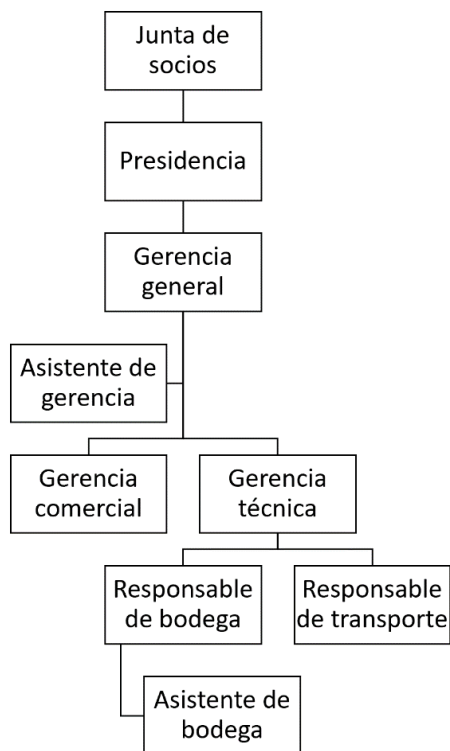 Junta de
socios
Presidencia
Gerencia
general
Asistente de
gerencia
Gerencia
comercial
Gerencia
técnica
Responsable
de bodega
Responsable
de transporte
Asistente de
bodega